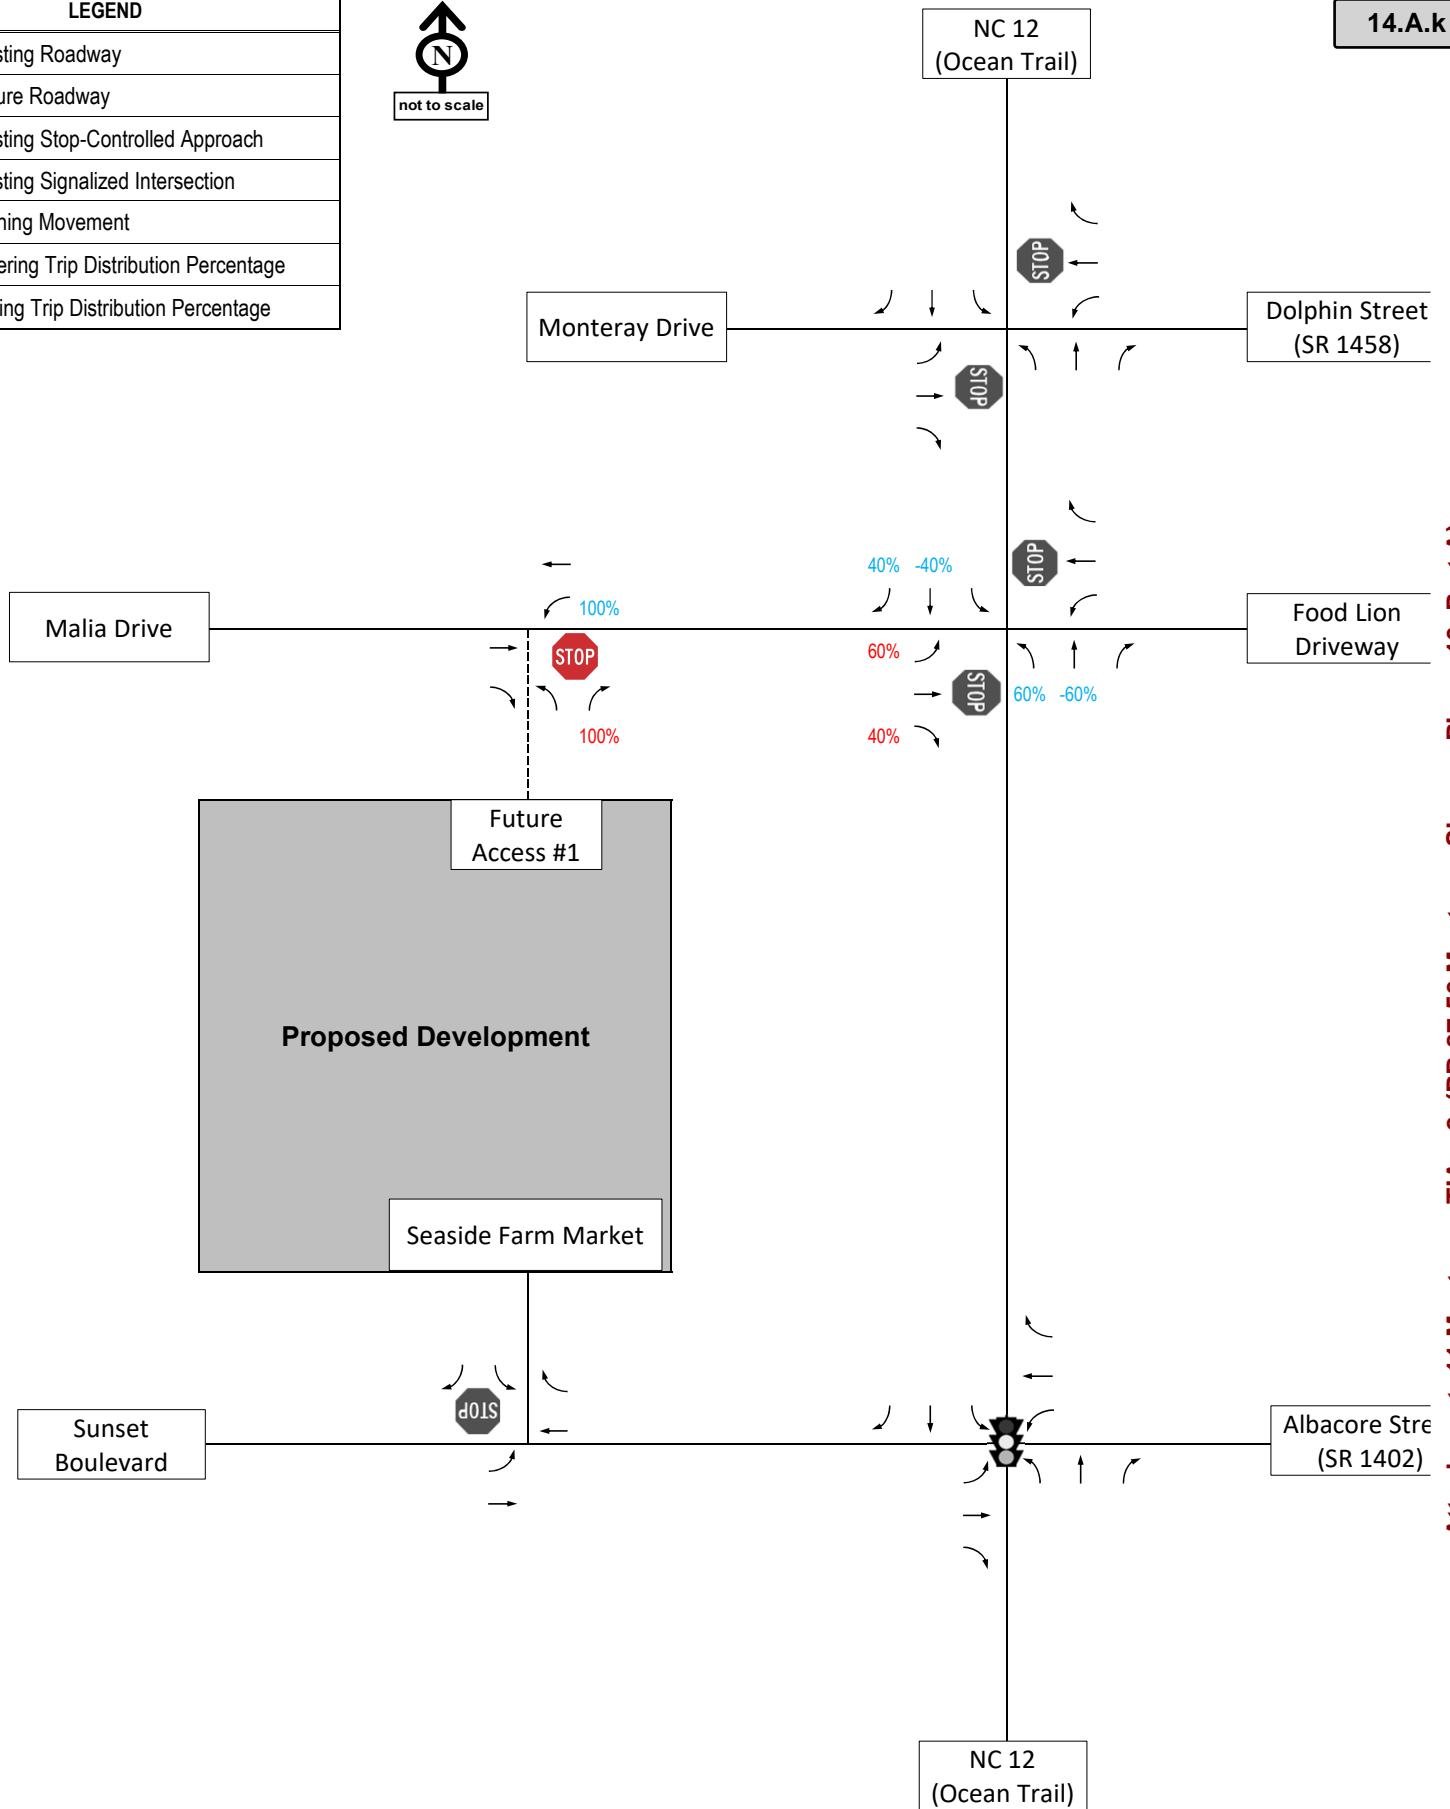 LEGEND
sting Roadway
ure Roadway
sting Stop-Controlled Approach
sting Signalized Intersection
ning Movement
ering Trip Distribution Percentage
ing Trip Distribution Percentage
N
not to scale
NC 12
(Ocean Trail)
14.A.k
STOP
Monteray Drive
Dolphin Street
(SR 1458)
STOP
40% -40%
STOP
100%
Malia Drive
Food Lion
Driveway
STOP
60%
STOP
60% -60%
100%
40%
Future
Access #1
Proposed Development
Seaside Farm Market
STOP
Sunset
Boulevard
Albacore Stre
(SR 1402)
NC 12
(Ocean Trail)